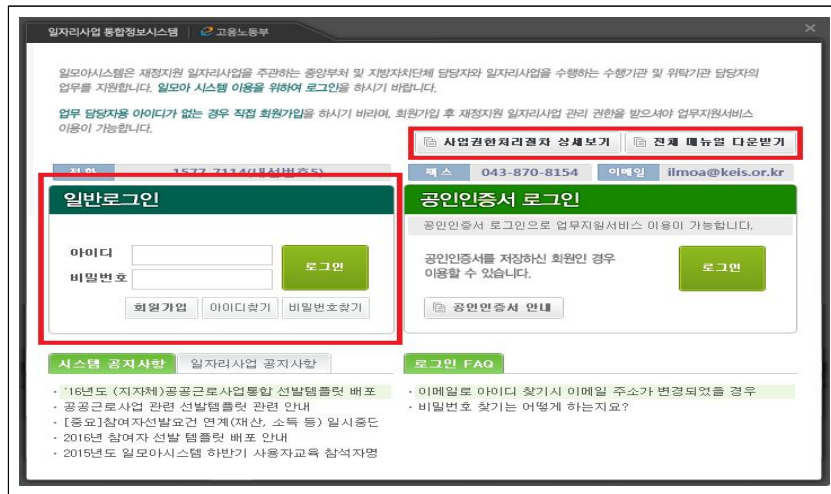 일자리사업 통합정보시스템 고용노동부
일모아시스템은 재정지원 일자리사업을 주관하는 중앙부처 및 지방자치단체 담당자와 일자리사업을 수행하는 수행기관 및 위탁기관 담당자의
업무를 지원합니다. 일모아 시스템 이용을 위하여 로그인을 하시기 바랍니다.
업무 담당자용 아이디가 없는 경우 직접 회원가입을 하시기 바라며, 회원가입 후 재정지원 일자리사업 관리 권한을 받으셔야 업무지원서비스
이용이 가능합니다.
사업권한처리절차 상세보기 전체 매뉴얼 다운받기
전화 1577-7114(내선번호5) 팩스 043-870-8154 이메일 ilmoa@keis.or.kr
일반로그인
아이디
비밀번호
로그인
회원가입 아이디찾기 비밀번호찾기
공인인증서 로그인
공인인증서 로그인으로 업무지원서비스 이용이 가능합니다.
공인인증서를 저장하신 회원인 경우
이용할 수 있습니다.
로그인
공인인증서 안내
시스템 공지사항 일자리사업 공지사항
· '16년도 (지자체)공공근로사업통합 선발템플릿 배포
· 공공근로사업 관련 선발템플릿 관련 안내
· [중요]참여자선발요건 연계(재산, 소득 등) 일시중단
· 2016년 참여자 선발 템플릿 배포 안내
· 2015년도 일모아시스템 하반기 사용자교육 참석자명
로그인 FAQ
· 이메일로 아이디 찾기시 이메일 주소가 변경되었을 경우
· 비밀번호 찾기는 어떻게 하는지요?